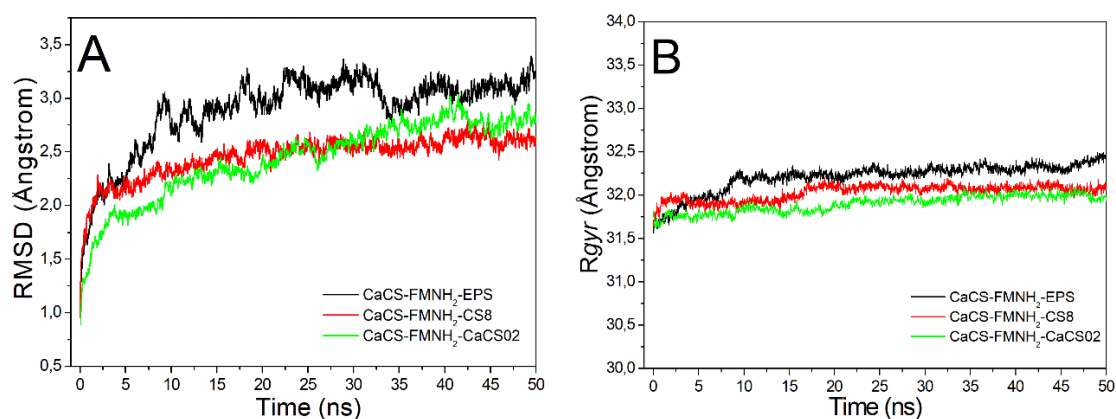 A
RMSD (Ångstrom)
3,5
3,0
2,5
2,0
1,5
1,0
0,5
0 5 10 15 20 25 30 35 40 45 50
Time (ns)
CaCS-FMNH2-EPS
CaCS-FMNH2-CS8
CaCS-FMNH2-CaCS02
B
Rgyr (Ångstrom)
34,0
33,5
33,0
32,5
32,0
31,5
31,0
30,5
30,0
0 5 10 15 20 25 30 35 40 45 50
Time (ns)
CaCS-FMNH2-EPS
CaCS-FMNH2-CS8
CaCS-FMNH2-CaCS02